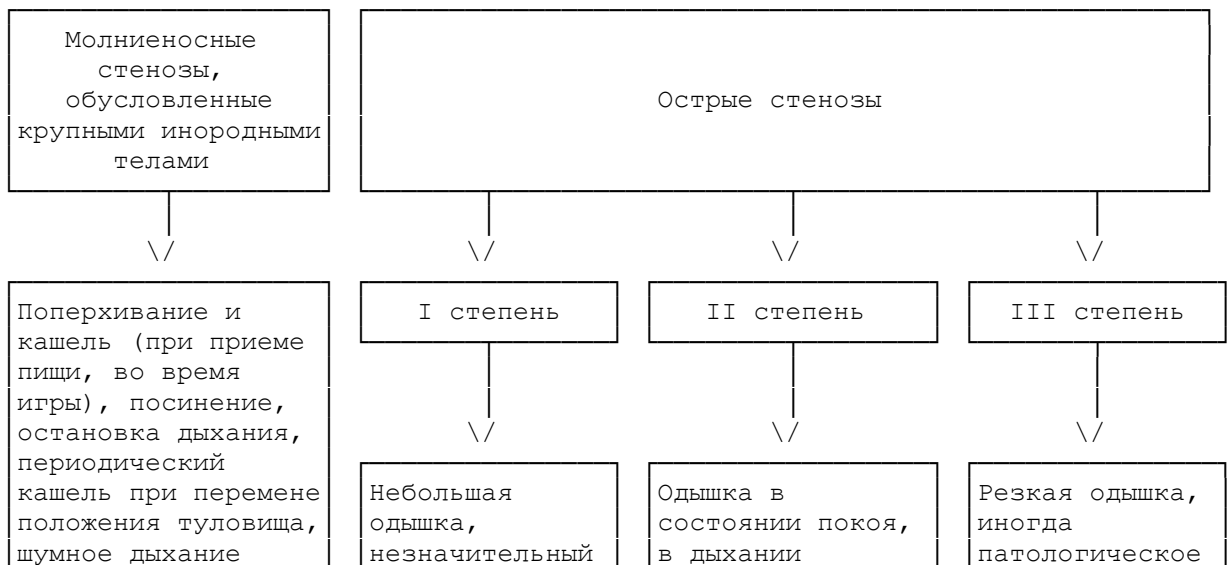 Молниеносные
стенозы,
обусловленные
крупными инородными
телами
Острые стенозы
\/
\/
\/
\/
Поперхивание и
кашель (при приеме
пищи, во время
игры), посинение,
остановка дыхания,
периодический
кашель при перемене
положения туловища,
шумное дыхание
I степень
II степень
III степень
\/
\/
\/
Небольшая
одышка,
незначительный
Одышка в
состоянии покоя,
в дыхании
Резкая одышка,
иногда
патологическое